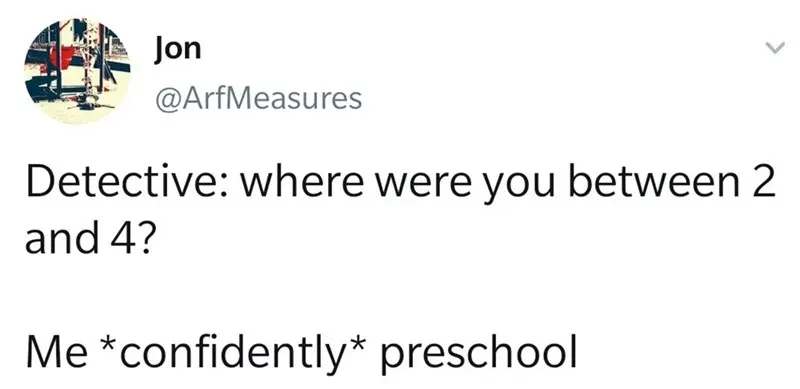 Jon
@ArfMeasures
Detective: where were you between 2
and 4?
Me *confidently* preschool